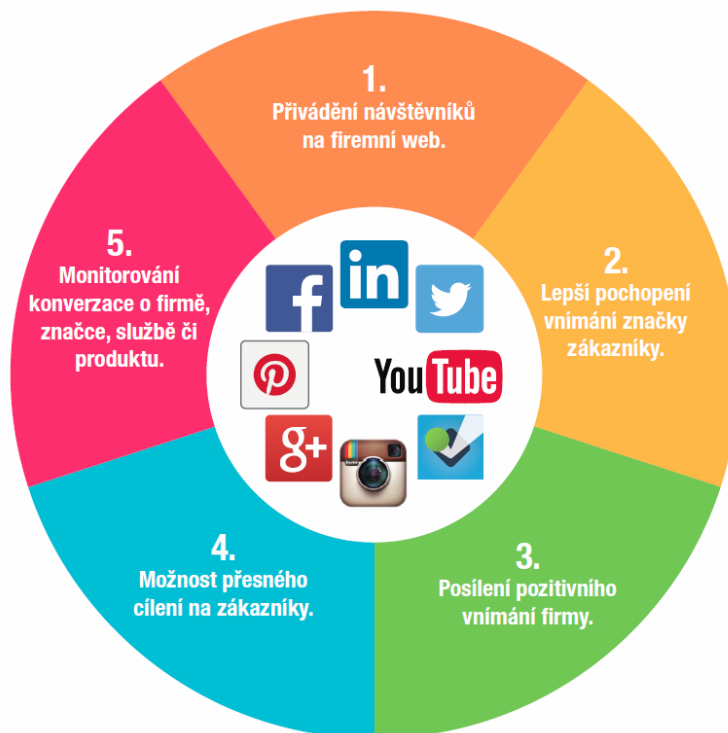 1.
Přivádění návštěvníků
na firemní web.
2.
Lepší pochopení
vnímání značky
zákazníky.
3.
Posílení pozitivního
vnímání firmy.
4.
Možnost přesného
cílení na zákazníky.
5.
Monitorování
konverzace o firmě,
značce, službě či
produktu.
f
in
YouTube
g+